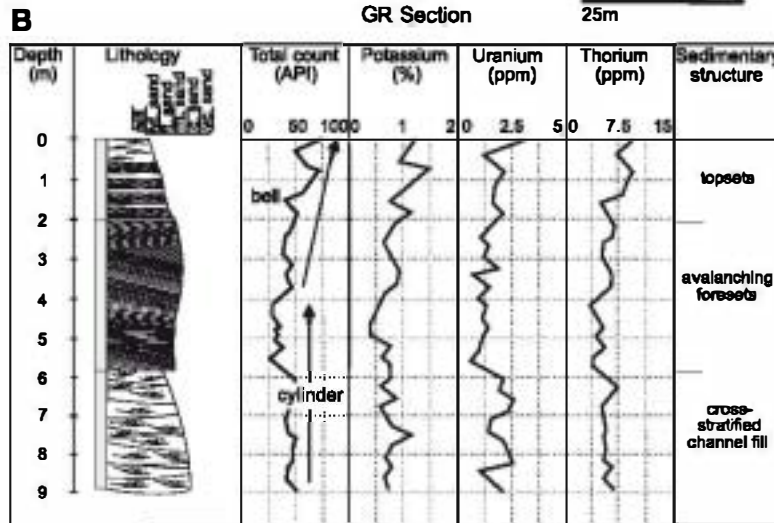 B
GR Section
25m
Depth (m)
Lithology
Total count (API)
Potassium (%)
Uranium (ppm)
Thorium (ppm)
Sedimentary structure
0 50 100
0 1 2
0 2.5 5
0 7.5 15
0
1
2
3
4
5
6
7
8
9
bell
cylinder
topsets
avalanching
foresets
cross-
stratified
channel fill